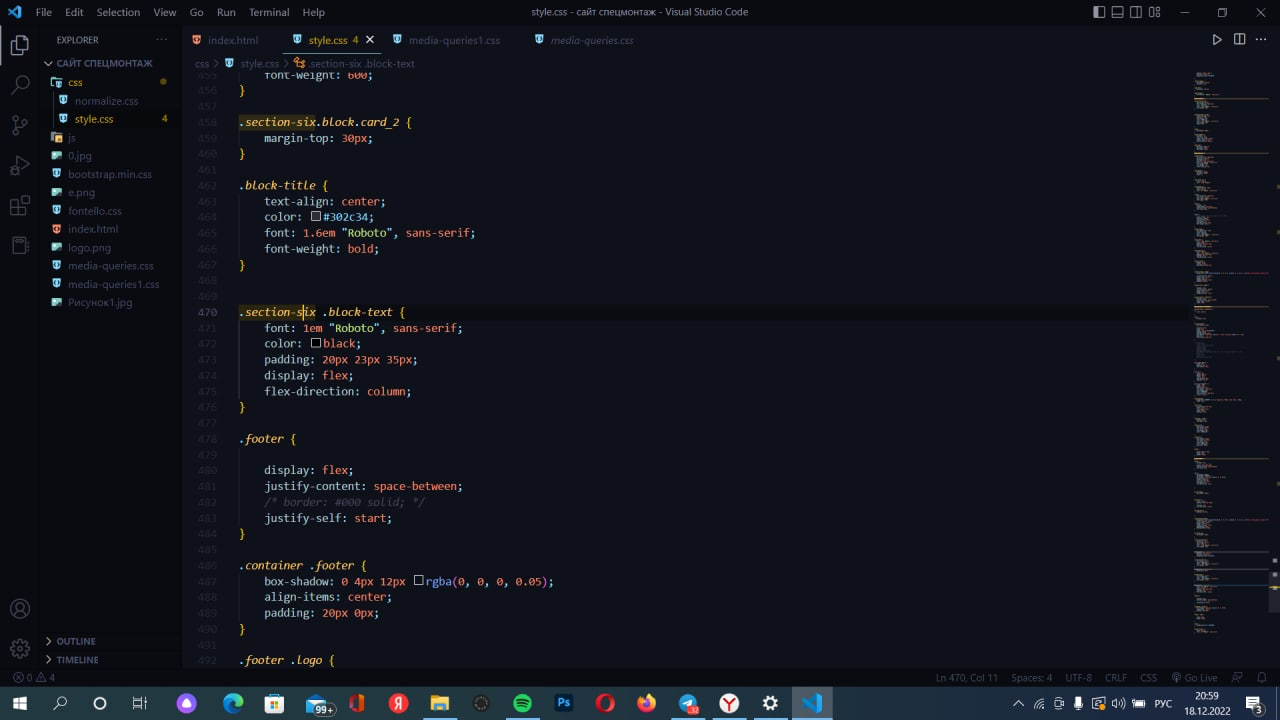 File Edit Selection View Go Run Terminal Help
style.css - сайт спецмонтаж - Visual Studio Code
EXPLORER ...
index.html
style.css 4
media-queries1.css
media-queries.css
САЙТ СПЕЦМОНТАЖ
css > style.css > .section-six .block-text
css
normalize.css
style.css 4
js
0.jpg
bootstrap.min.css
e.png
fontello.css
index.html
logo.png
media-queries.css
media-queries1.css
Рисунок1.jpg
OUTLINE
TIMELINE
455 font-weight: 600;
456 }
457
458 .section-six.block.card_2 {
459 margin-top: 30px;
460 }
461
462 .block-title {
463 text-align: center;
464 color: #302c34;
465 font: 1.6em "Roboto", sans-serif;
466 font-weight: bold;
467 }
468
469
470 .section-six .block-text {
471 font: 1em "Roboto", sans-serif;
472 color: black;
473 padding: 20px 23px 35px;
474 display: flex;
475 flex-direction: column;
476 }
477
478 .footer {
479
480 display: flex;
481 justify-content: space-between;
482 /* border: #000 solid; */
483 justify-self: start;
484 }
485
486 .container .footer {
487 box-shadow: 0 4px 12px rgba(0, 0, 0, 0.05);
488 align-items: center;
489 padding: 20px 0px;
490 }
491
492 .footer .logo {
0 4
Ln 470, Col 11 Spaces: 4 UTF-8 CRLF CSS Go Live
99+
Я
Ps
РУС
20:59
18.12.2022
3